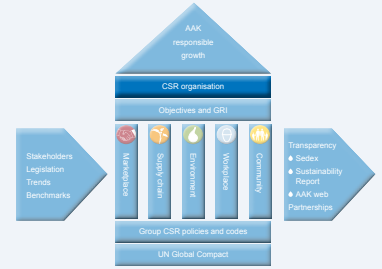 AAK
responsible
growth
CSR organisation
Objectives and GRI
Stakeholders
Legislation
Trends
Benchmarks
Marketplace
Supply chain
Environment
Workplace
Community
Transparency
Sedex
Sustainability
Report
AAK web
Partnerships
Group CSR policies and codes
UN Global Compact